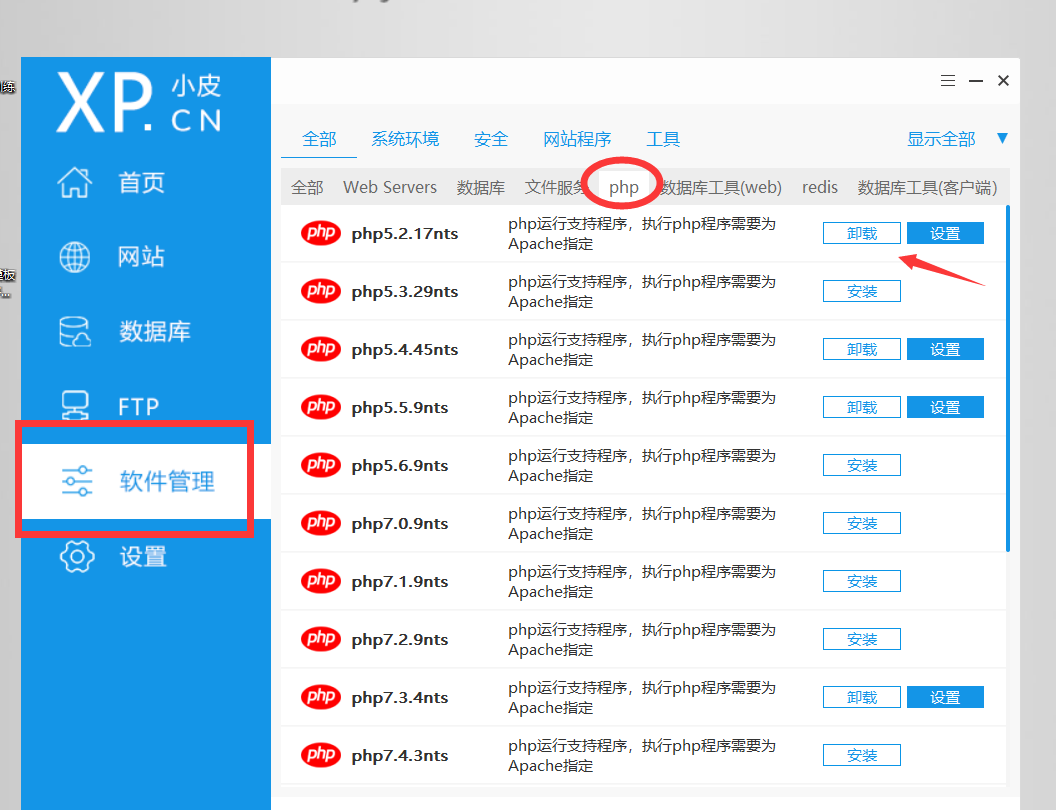 练
XP. 小皮
CN
全部 系统环境 安全 网站程序 工具 显示全部
首页
全部 Web Servers 数据库 文件服务 php 数据库工具(web) redis 数据库工具(客户端)
php php5.2.17nts php运行支持程序，执行php程序需要为 卸载 设置
Apache指定
网站
模板
php php5.3.29nts php运行支持程序，执行php程序需要为 安装
Apache指定
数据库
php php5.4.45nts php运行支持程序，执行php程序需要为 卸载 设置
Apache指定
FTP
php php5.5.9nts php运行支持程序，执行php程序需要为 卸载 设置
Apache指定
软件管理
php php5.6.9nts php运行支持程序，执行php程序需要为 安装
Apache指定
php php7.0.9nts php运行支持程序，执行php程序需要为 安装
Apache指定
设置
php php7.1.9nts php运行支持程序，执行php程序需要为 安装
Apache指定
php php7.2.9nts php运行支持程序，执行php程序需要为 安装
Apache指定
php php7.3.4nts php运行支持程序，执行php程序需要为 卸载 设置
Apache指定
php php7.4.3nts php运行支持程序，执行php程序需要为 安装
Apache指定